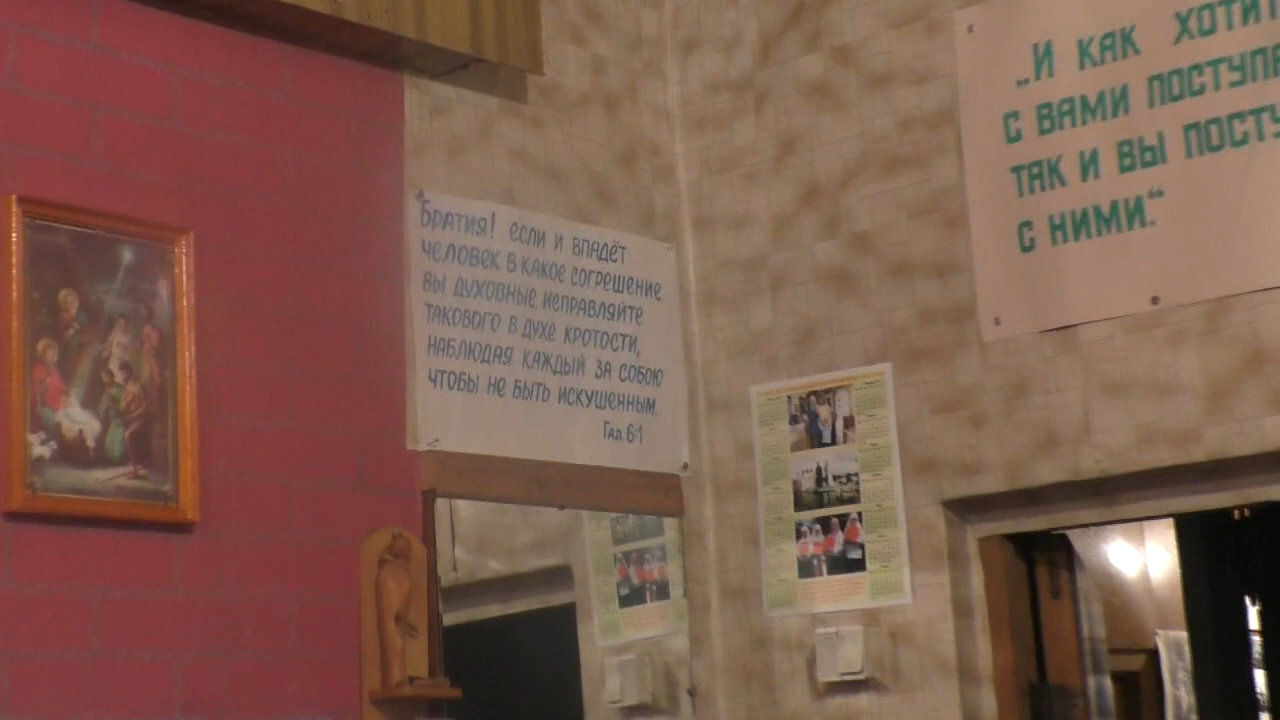 Братия! если и впадёт
человек в какое согрешение
вы духовные исправляйте
такового в духе кротости,
наблюдая каждый за собою
чтобы не быть искушенным.
Гал. 6:1
„И КАК ХОТИТ
С ВАМИ ПОСТУПА
ТАК И ВЫ ПОСТУ
С НИМИ.“